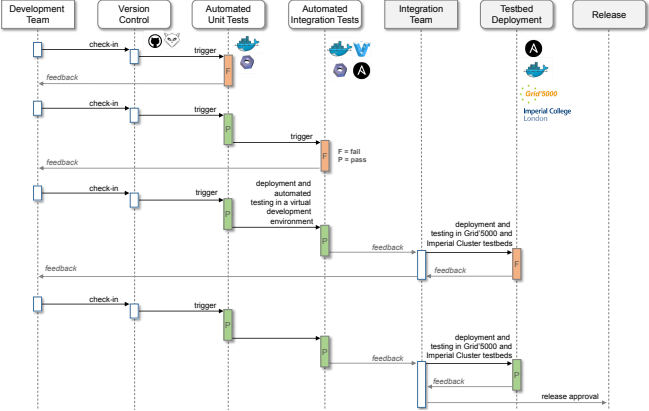 Development
Team
Version
Control
Automated
Unit Tests
Automated
Integration Tests
Integration
Team
Testbed
Deployment
Release
check-in
trigger
F
feedback
Grid'5000
Imperial College
London
check-in
trigger
P
trigger
F
F = fail
P = pass
feedback
check-in
trigger
P
deployment and
automated
testing in a virtual
development
environment
P
feedback
deployment and
testing in Grid'5000 and
Imperial Cluster testbeds
F
feedback
feedback
check-in
trigger
P
P
feedback
deployment and
testing in Grid'5000 and
Imperial Cluster testbeds
P
feedback
release approval